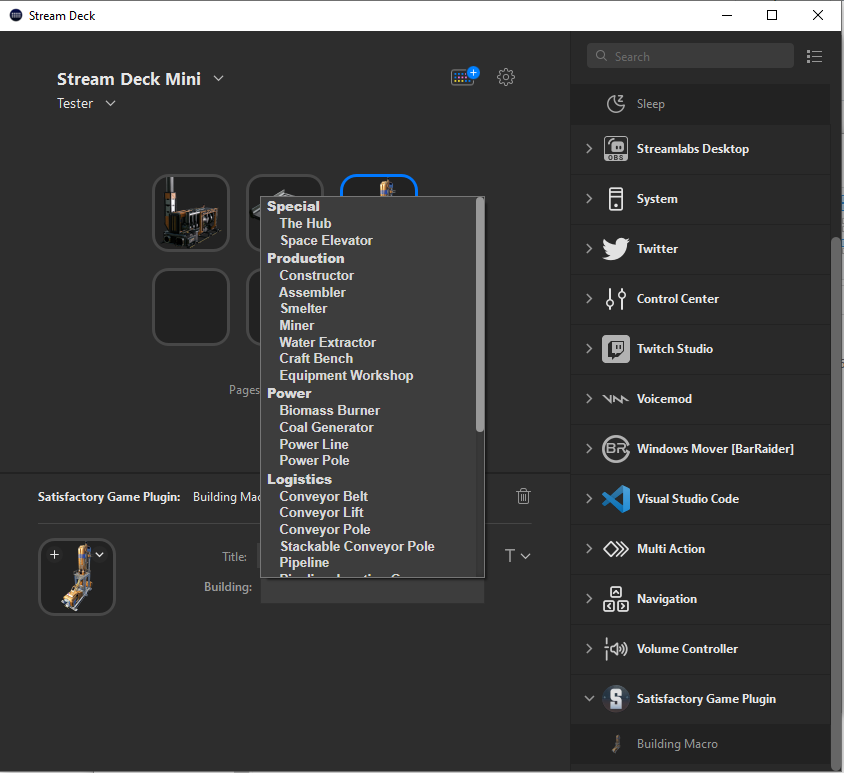 Stream Deck
Stream Deck Mini
Tester
Search
Sleep
OBS
Streamlabs Desktop
System
Twitter
Control Center
Twitch Studio
Voicemod
BR
Windows Mover [BarRaider]
Visual Studio Code
Multi Action
Navigation
Volume Controller
S
Satisfactory Game Plugin
Building Macro
Special
The Hub
Space Elevator
Production
Constructor
Assembler
Smelter
Miner
Water Extractor
Craft Bench
Equipment Workshop
Power
Biomass Burner
Coal Generator
Power Line
Power Pole
Logistics
Conveyor Belt
Conveyor Lift
Conveyor Pole
Stackable Conveyor Pole
Pipeline
Pages
Satisfactory Game Plugin: Building Mac
Title:
T
Building: